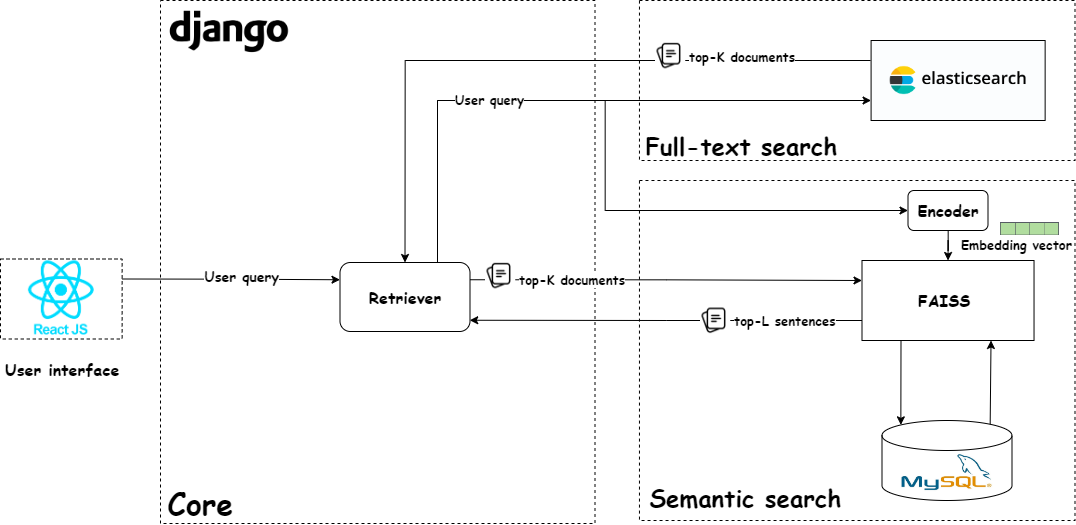 django
top-K documents
elasticsearch
User query
Full-text search
Encoder
Embedding vector
User query
React JS
Retriever
top-K documents
FAISS
top-L sentences
User interface
MySQL
Core
Semantic search